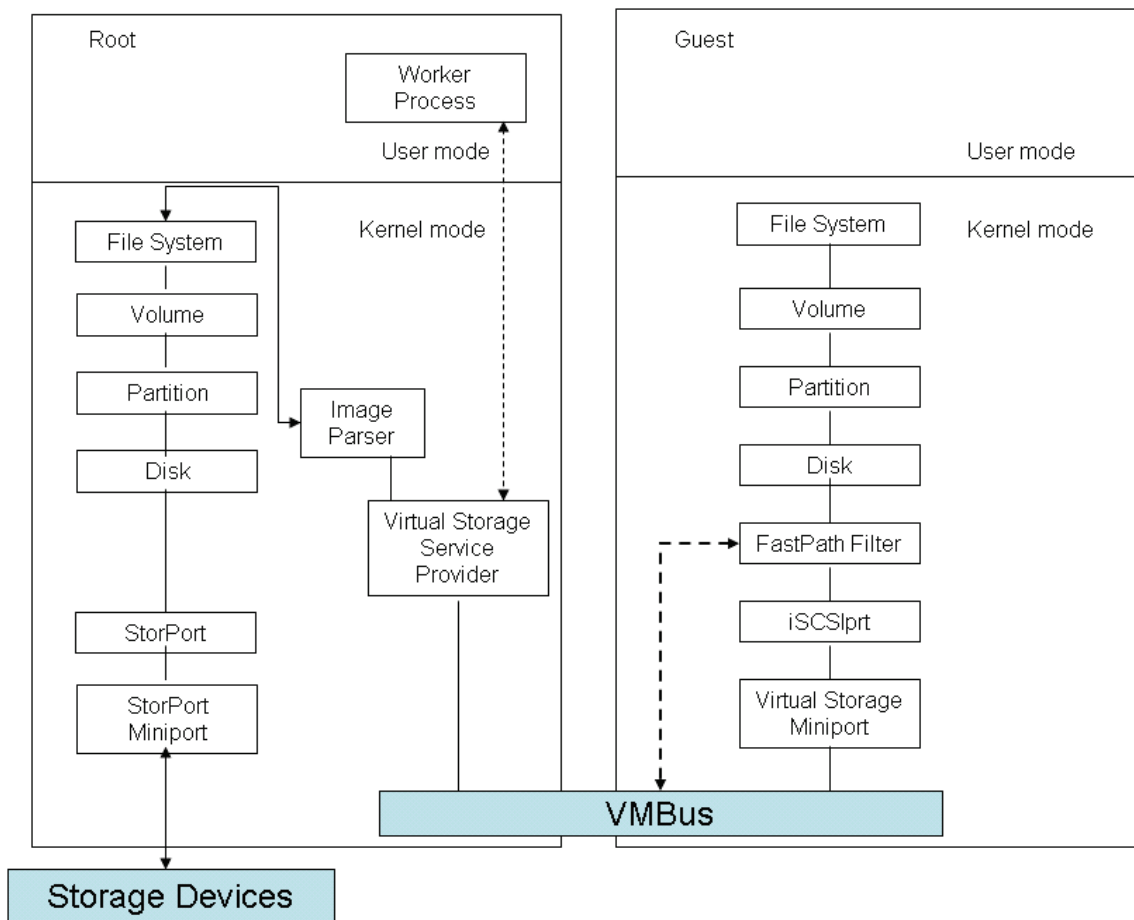 Root
Worker
Process
User mode
Kernel mode
File System
Volume
Partition
Disk
Image
Parser
Virtual Storage
Service
Provider
StorPort
StorPort
Miniport
Storage Devices
VMBus
Guest
User mode
Kernel mode
File System
Volume
Partition
Disk
FastPath Filter
iSCSIprt
Virtual Storage
Miniport